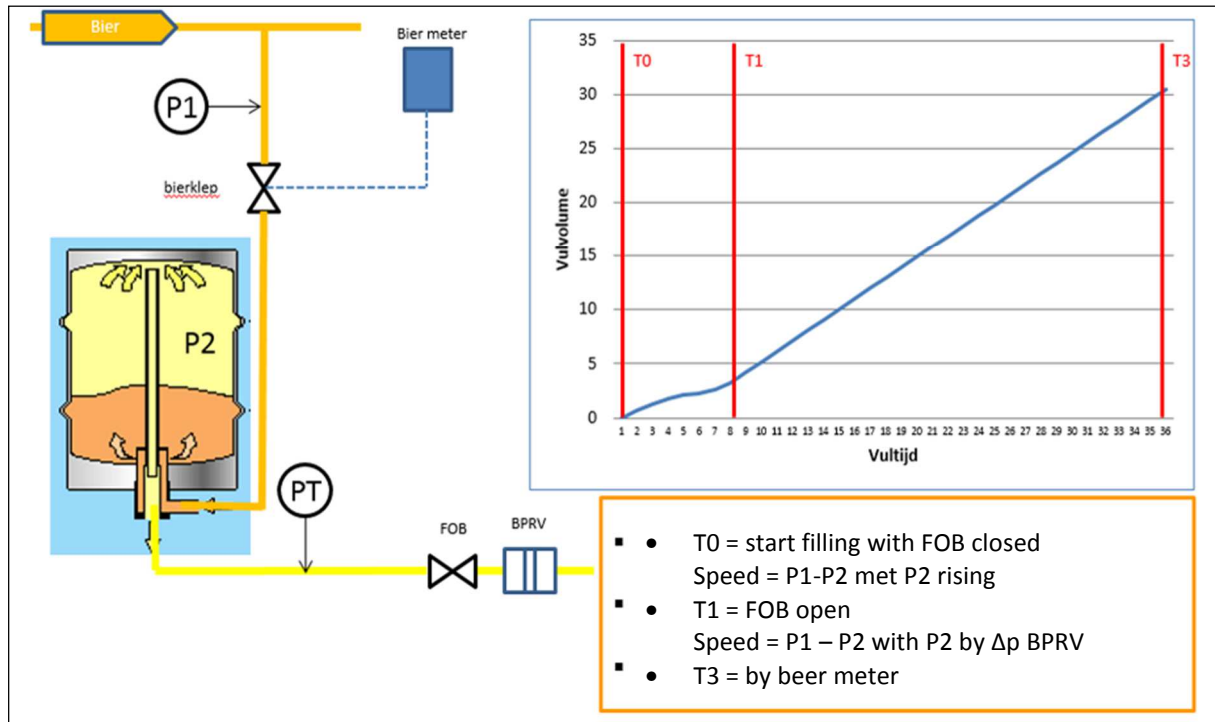 Bier
Bier meter
P1
bierklep
P2
PT
FOB
BPRV
35
30
25
20
15
10
5
0
Vulvolume
T0
T1
T3
1 2 3 4 5 6 7 8 9 10 11 12 13 14 15 16 17 18 19 20 21 22 23 24 25 26 27 28 29 30 31 32 33 34 35 36
Vultijd
▪ • T0 = start filling with FOB closed
Speed = P1-P2 met P2 rising
▪ • T1 = FOB open
Speed = P1 – P2 with P2 by Δp BPRV
▪ • T3 = by beer meter